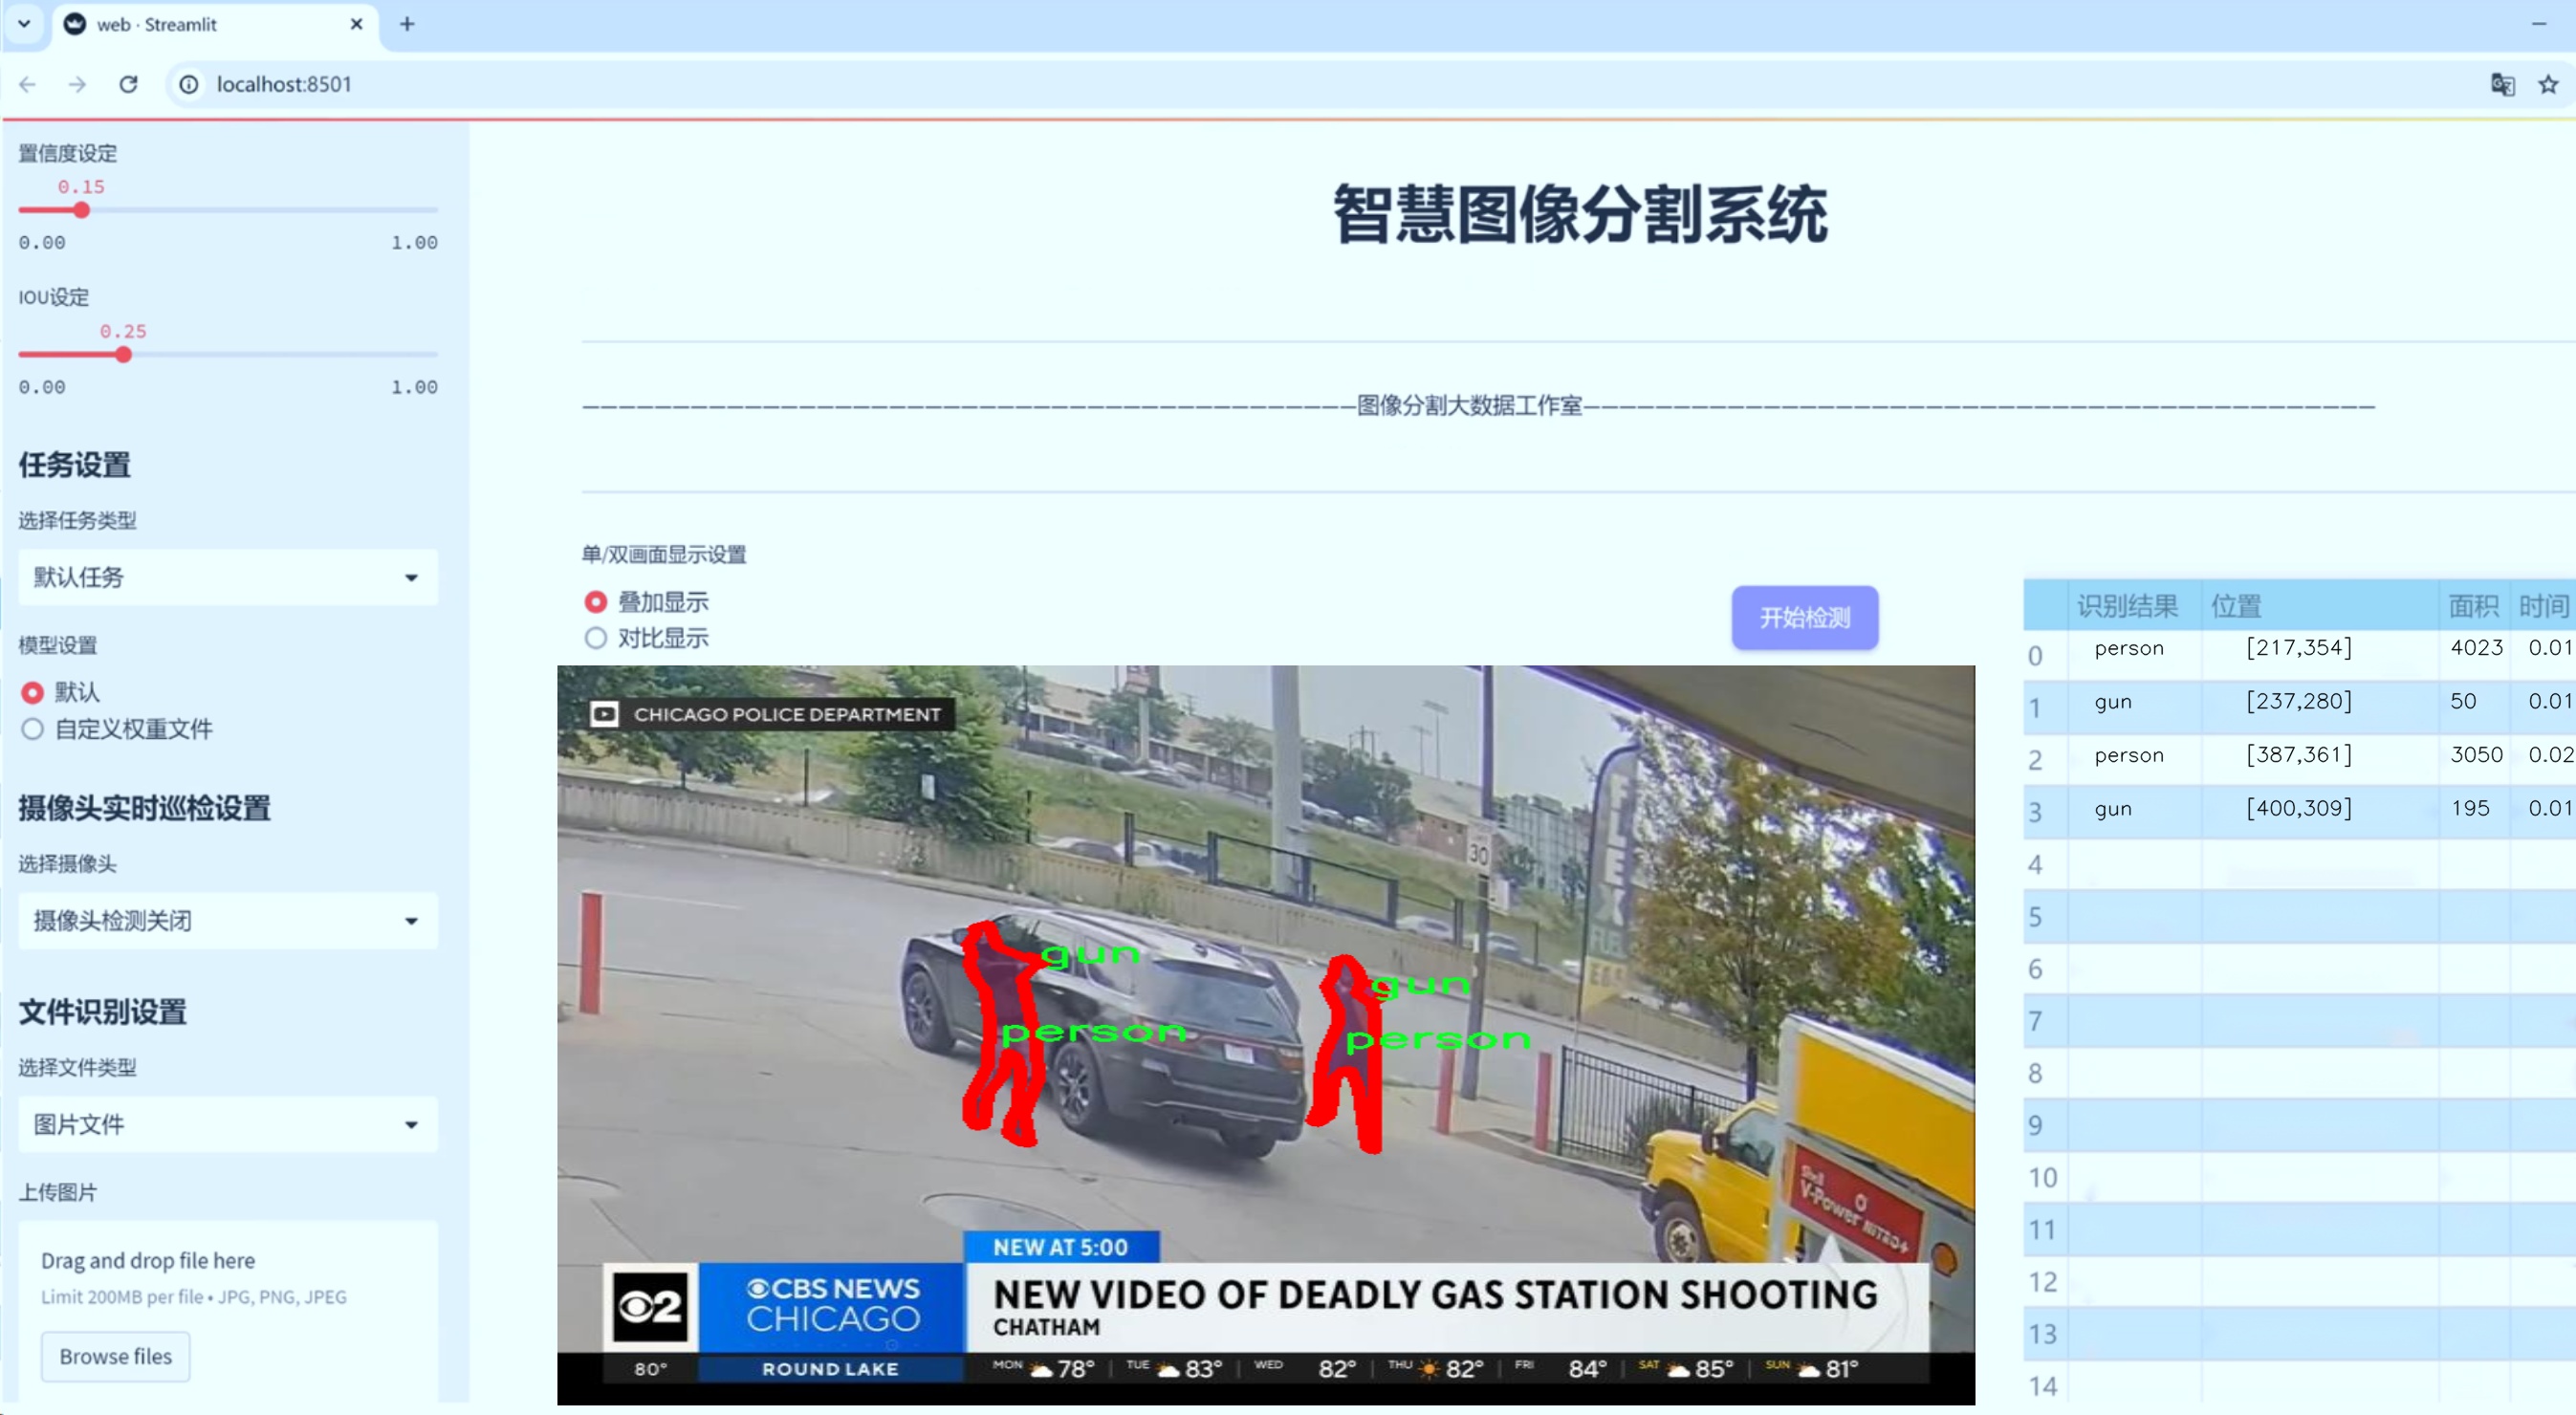 web · Streamlit
localhost:8501
置信度设定
0.15
0.00 1.00
IOU设定
0.25
0.00 1.00
任务设置
选择任务类型
默认任务
模型设置
默认
自定义权重文件
摄像头实时巡检设置
选择摄像头
摄像头检测关闭
文件识别设置
选择文件类型
图片文件
上传图片
Drag and drop file here
Limit 200MB per file • JPG, PNG, JPEG
Browse files
智慧图像分割系统
图像分割大数据工作室
单/双画面显示设置
叠加显示
对比显示
开始检测
CHICAGO POLICE DEPARTMENT
30
gun
gun
person
person
Shell
V-Power NiTRO+
NEW AT 5:00
2
CBS NEWS
CHICAGO
NEW VIDEO OF DEADLY GAS STATION SHOOTING
CHATHAM
80° ROUND LAKE MON 78° TUE 83° WED 82° THU 82° FRI 84° SAT 85° SUN 81°
识别结果 位置 面积 时间
0 person [217,354] 4023 0.01
1 gun [237,280] 50 0.01
2 person [387,361] 3050 0.02
3 gun [400,309] 195 0.01
4
5
6
7
8
9
10
11
12
13
14